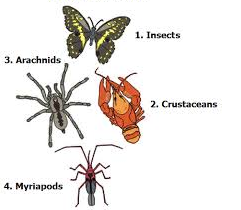 1. Insects
3. Arachnids
2. Crustaceans
4. Myriapods